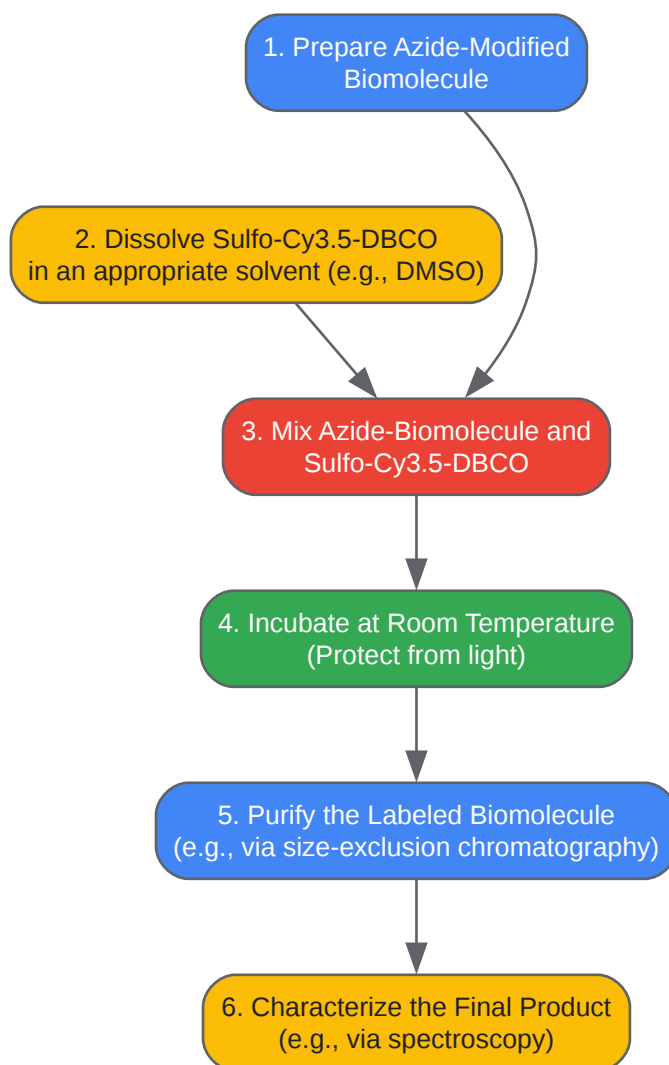 1. Prepare Azide-Modified
Biomolecule
2. Dissolve Sulfo-Cy3.5-DBCO
in an appropriate solvent (e.g., DMSO)
3. Mix Azide-Biomolecule and
Sulfo-Cy3.5-DBCO
4. Incubate at Room Temperature
(Protect from light)
5. Purify the Labeled Biomolecule
(e.g., via size-exclusion chromatography)
6. Characterize the Final Product
(e.g., via spectroscopy)